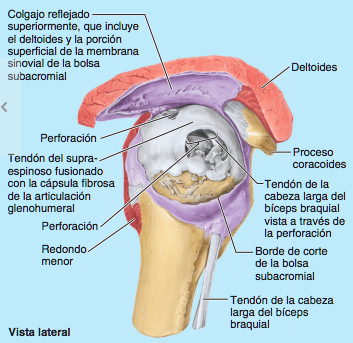 Colgajo reflejado
superiormente, que incluye
el deltoides y la porción
superficial de la membrana
sinovial de la bolsa
subacromial
Deltoides
Perforación
Tendón del supra-
espinoso fusionado
con la cápsula fibrosa
de la articulación
glenohumeral
Perforación
Redondo
menor
Proceso
coracoides
Tendón de la
cabeza larga del
bíceps braquial
vista a través de
la perforación
Borde de corte
de la bolsa
subacromial
Tendón de la cabeza
larga del bíceps
braquial
Vista lateral